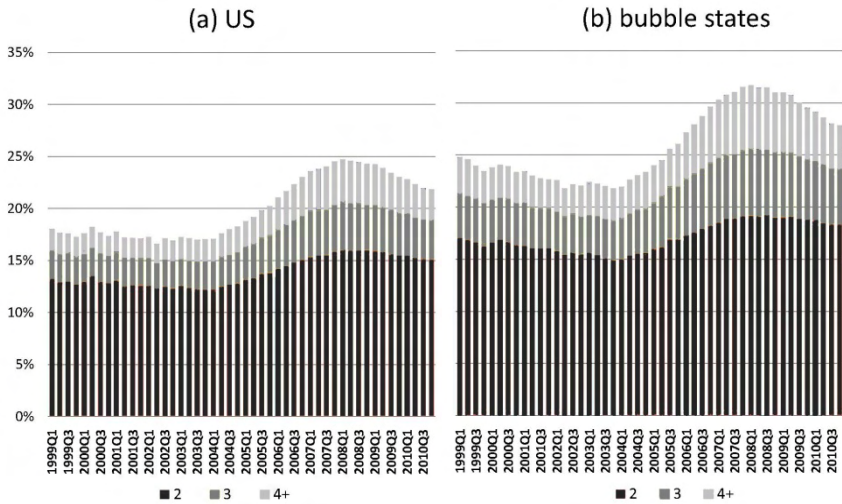 (a) US
(b) bubble states
35%
30%
25%
20%
15%
10%
5%
0%
1999Q1
1999Q3
2000Q1
2000Q3
2001Q1
2001Q3
2002Q1
2002Q3
2003Q1
2003Q3
2004Q1
2004Q3
2005Q1
2005Q3
2006Q1
2006Q3
2007Q1
2007Q3
2008Q1
2008Q3
2009Q1
2009Q3
2010Q1
2010Q3
1999Q1
1999Q3
2000Q1
2000Q3
2001Q1
2001Q3
2002Q1
2002Q3
2003Q1
2003Q3
2004Q1
2004Q3
2005Q1
2005Q3
2006Q1
2006Q3
2007Q1
2007Q3
2008Q1
2008Q3
2009Q1
2009Q3
2010Q1
2010Q3
2 3 4+
2 3 4+